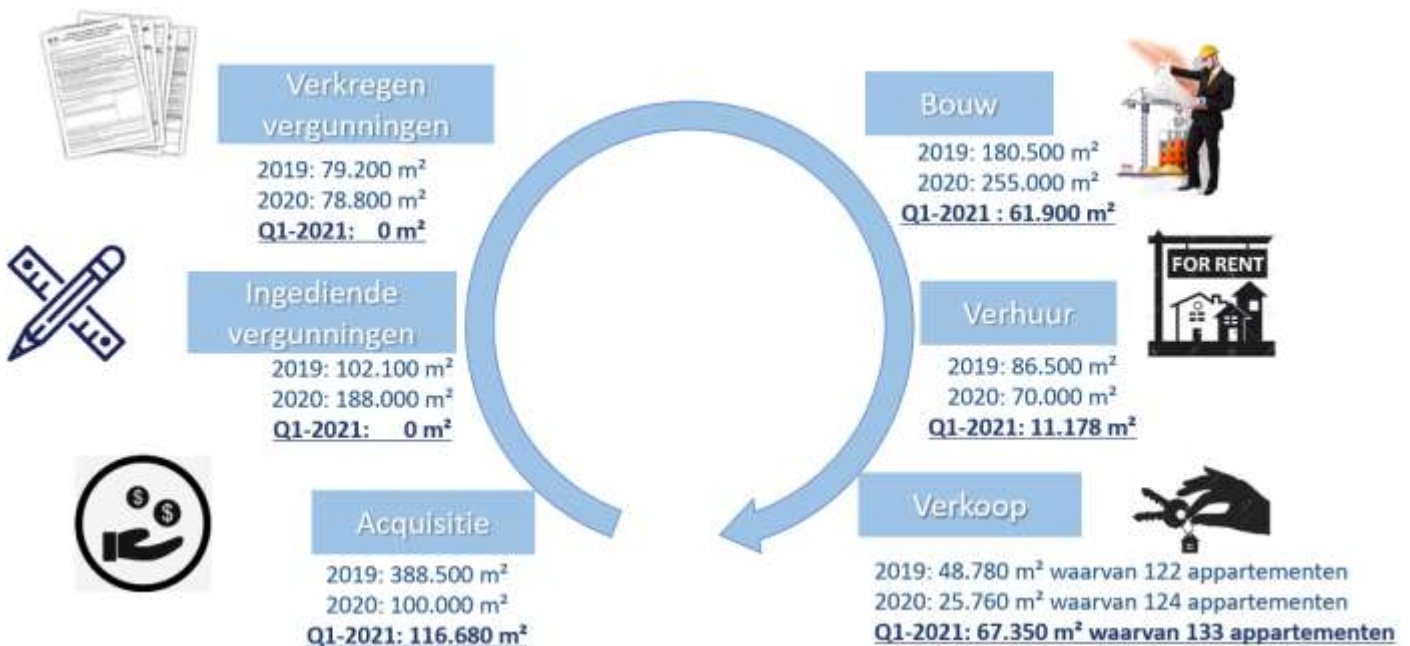 Verkregen
vergunningen
2019: 79.200 m²
2020: 78.800 m²
Q1-2021: 0 m²
Ingediende
vergunningen
2019: 102.100 m²
2020: 188.000 m²
Q1-2021: 0 m²
Acquisitie
2019: 388.500 m²
2020: 100.000 m²
Q1-2021: 116.680 m²
Bouw
2019: 180.500 m²
2020: 255.000 m²
Q1-2021 : 61.900 m²
FOR RENT
Verhuur
2019: 86.500 m²
2020: 70.000 m²
Q1-2021: 11.178 m²
Verkoop
2019: 48.780 m² waarvan 122 appartementen
2020: 25.760 m² waarvan 124 appartementen
Q1-2021: 67.350 m² waarvan 133 appartementen